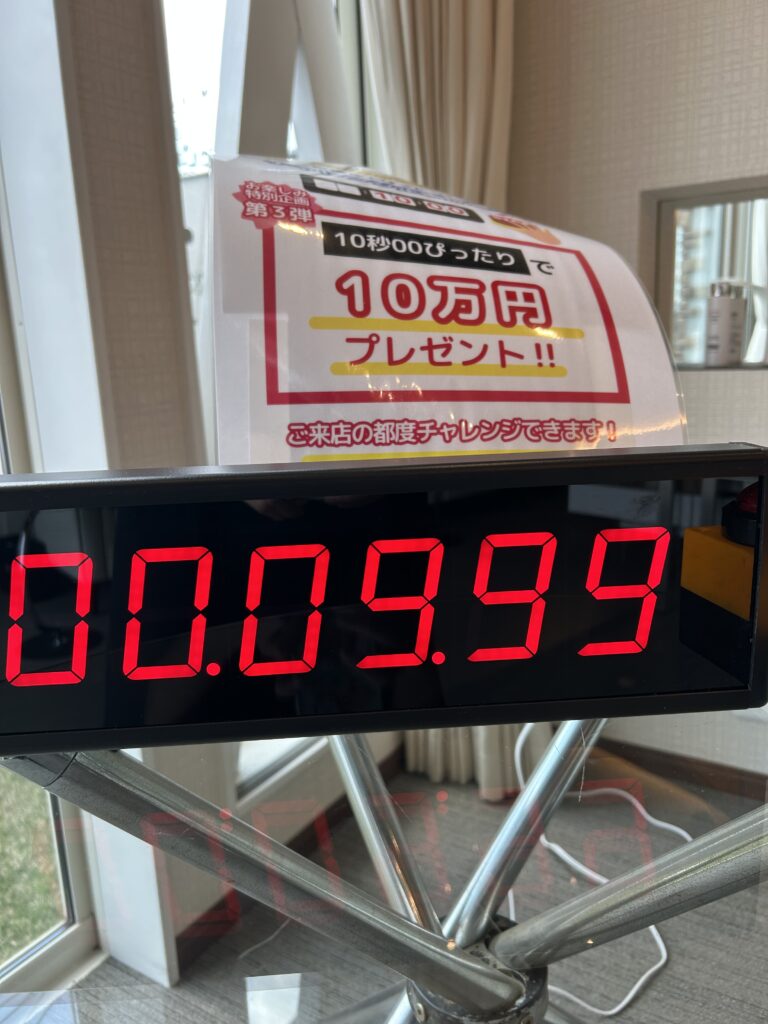 お楽しみ
特別企画
第3弾
10:00
10秒00ぴったりで
10万円
プレゼント!!
ご来店の都度チャレンジできます!
00.09.99